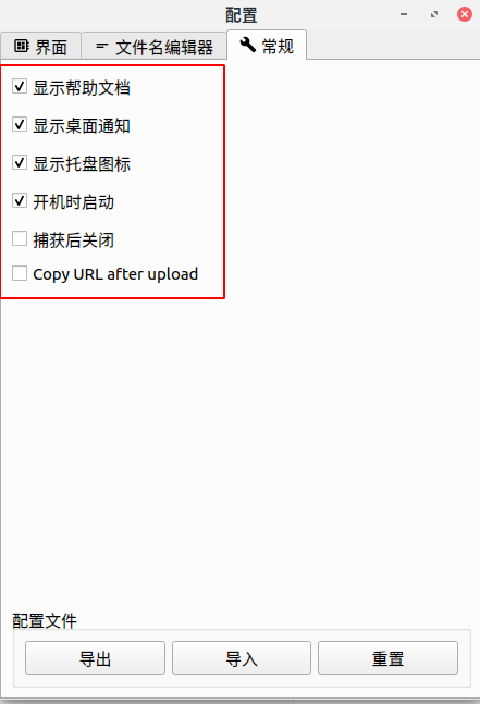 配置
界面 文件名编辑器 常规
显示帮助文档
显示桌面通知
显示托盘图标
开机时启动
捕获后关闭
Copy URL after upload
配置文件
导出 导入 重置